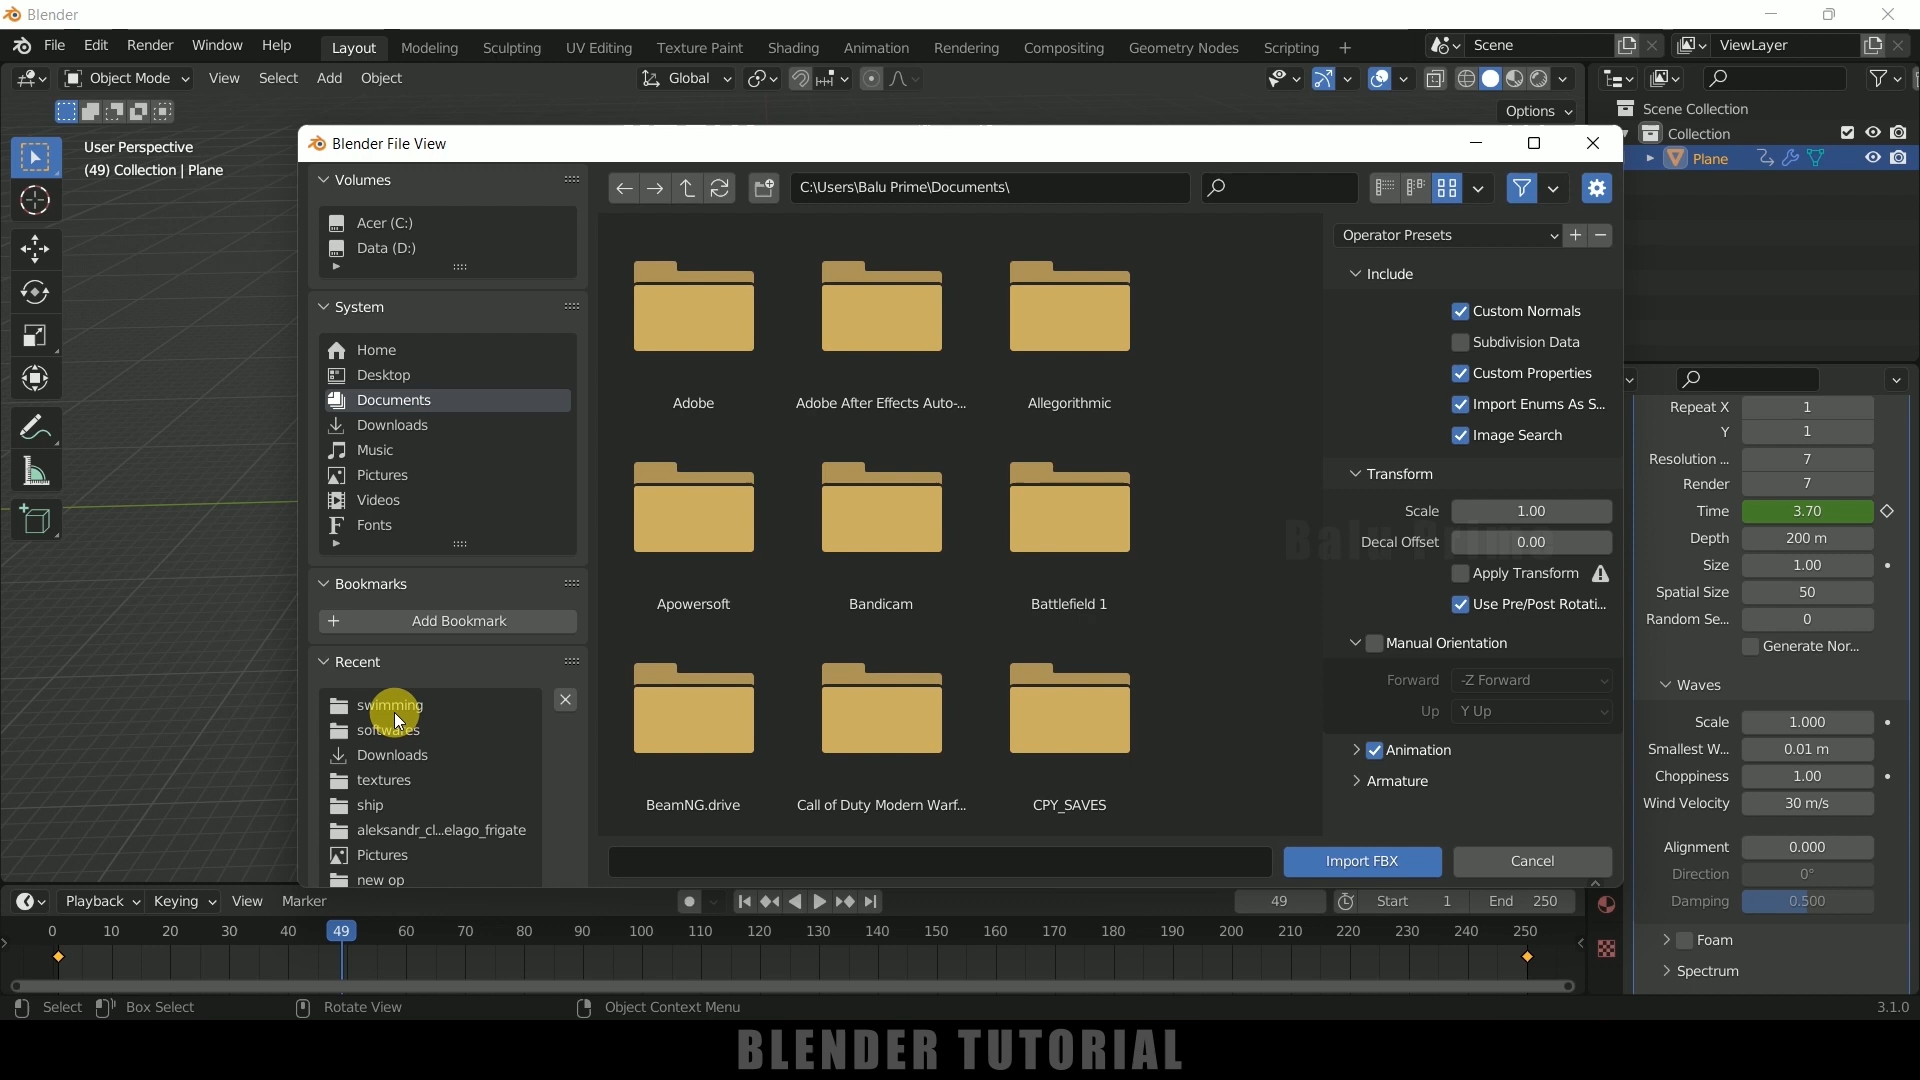 Blender
File Edit Render Window Help Layout Modeling Sculpting UV Editing Texture Paint Shading Animation Rendering Compositing Geometry Nodes Scripting + Scene ViewLayer
Object Mode View Select Add Object Global
Options
User Perspective
(49) Collection | Plane
Scene Collection
Collection
Plane
Blender File View
Volumes
Acer (C:)
Data (D:)
System
Home
Desktop
Documents
Downloads
Music
Pictures
Videos
Fonts
Bookmarks
Add Bookmark
Recent
swimming
softwares
Downloads
textures
ship
aleksandr_cl...elago_frigate
Pictures
new op
C:\Users\Balu Prime\Documents\
Adobe Adobe After Effects Auto-... Allegorithmic
Apowersoft Bandicam Battlefield 1
BeamNG.drive Call of Duty Modern Warf... CPY_SAVES
Operator Presets
Include
Custom Normals
Subdivision Data
Custom Properties
Import Enums As S...
Image Search
Transform
Scale 1.00
Decal Offset 0.00
Balu Prime
Apply Transform
Use Pre/Post Rotati...
Manual Orientation
Forward -Z Forward
Up Y Up
Animation
Armature
Import FBX Cancel
Repeat X 1
Y 1
Resolution ... 7
Render 7
Time 3.70
Depth 200 m
Size 1.00
Spatial Size 50
Random Se... 0
Generate Nor...
Waves
Scale 1.000
Smallest W... 0.01 m
Choppiness 1.00
Wind Velocity 30 m/s
Alignment 0.000
Direction 0°
Damping 0.500
Foam
Spectrum
Playback Keying View Marker 49 Start 1 End 250
0 10 20 30 40 49 60 70 80 90 100 110 120 130 140 150 160 170 180 190 200 210 220 230 240 250
Select Box Select Rotate View Object Context Menu 3.1.0
BLENDER TUTORIAL